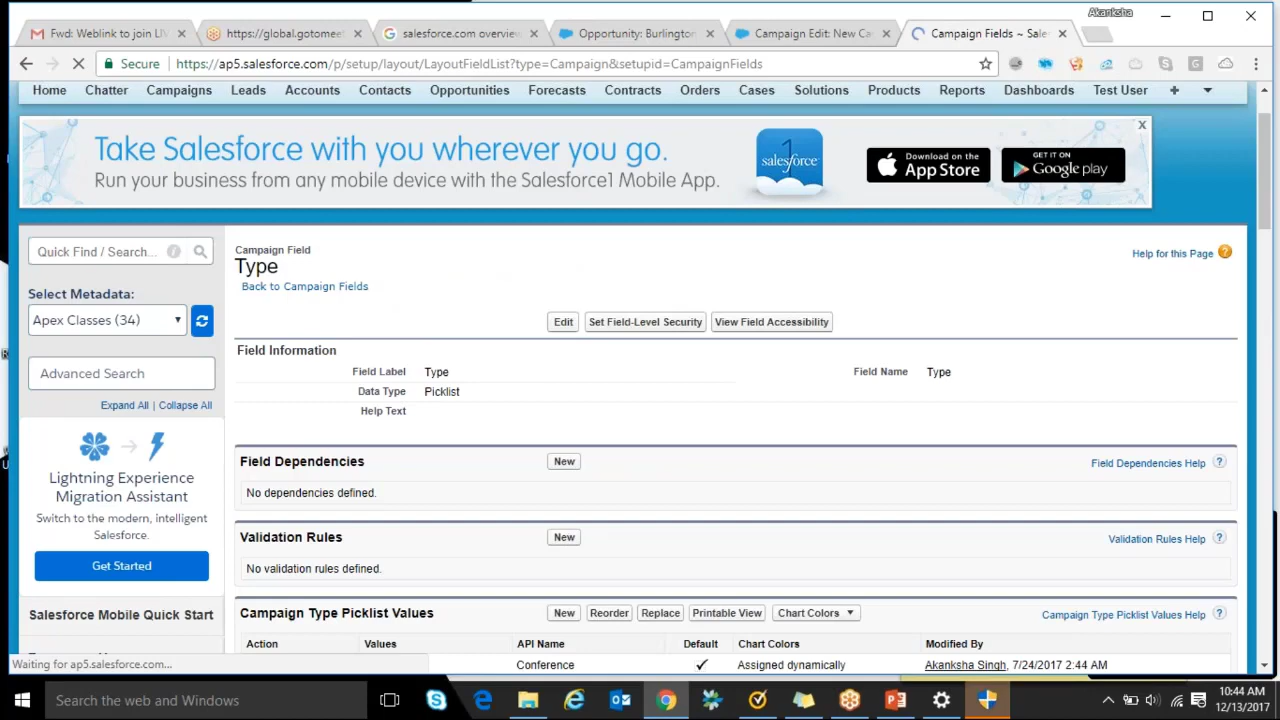 Akanksha
Fwd: Weblink to join LIV
https://global.gotomeet
salesforce.com overview
Opportunity: Burlington
Campaign Edit: New Ca
Campaign Fields ~ Sale
Secure
https://ap5.salesforce.com/p/setup/layout/LayoutFieldList?type=Campaign&setupid=CampaignFields
Home Chatter Campaigns Leads Accounts Contacts Opportunities Forecasts Contracts Orders Cases Solutions Products Reports Dashboards Test User +
Take Salesforce with you wherever you go.
Run your business from any mobile device with the Salesforce1 Mobile App.
salesforce
1
Download on the
App Store
GET IT ON
Google play
X
Quick Find / Search...
Select Metadata:
Apex Classes (34)
Advanced Search
Expand All | Collapse All
Lightning Experience
Migration Assistant
Switch to the modern, intelligent
Salesforce.
Get Started
Salesforce Mobile Quick Start
Campaign Field
Type
Back to Campaign Fields
Help for this Page
Edit Set Field-Level Security View Field Accessibility
Field Information
Field Label Type Field Name Type
Data Type Picklist
Help Text
Field Dependencies New Field Dependencies Help ?
No dependencies defined.
Validation Rules New Validation Rules Help ?
No validation rules defined.
Campaign Type Picklist Values New Reorder Replace Printable View Chart Colors Campaign Type Picklist Values Help ?
Action Values API Name Default Chart Colors Modified By
Conference Assigned dynamically Akanksha Singh, 7/24/2017 2:44 AM
Waiting for ap5.salesforce.com...
Search the web and Windows
10:44 AM
12/13/2017